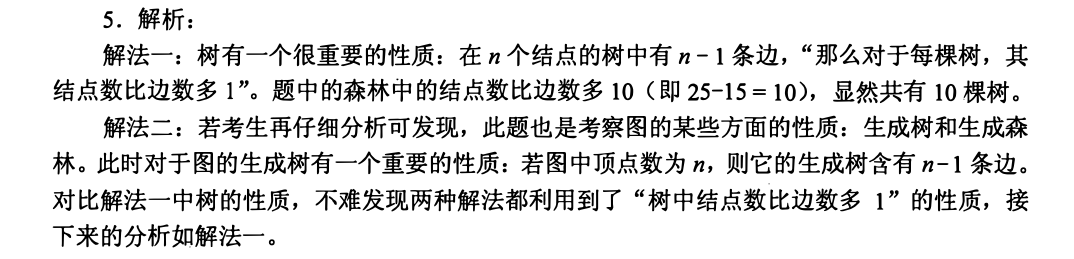 5．解析：
解法一：树有一个很重要的性质：在 n 个结点的树中有 n－1 条边，“那么对于每棵树，其
结点数比边数多 1”。题中的森林中的结点数比边数多 10（即 25－15＝10），显然共有 10 棵树。
解法二：若考生再仔细分析可发现，此题也是考察图的某些方面的性质：生成树和生成森
林。此时对于图的生成树有一个重要的性质：若图中顶点数为 n，则它的生成树含有 n－1 条边。
对比解法一中树的性质，不难发现两种解法都利用到了“树中结点数比边数多 1”的性质，接
下来的分析如解法一。